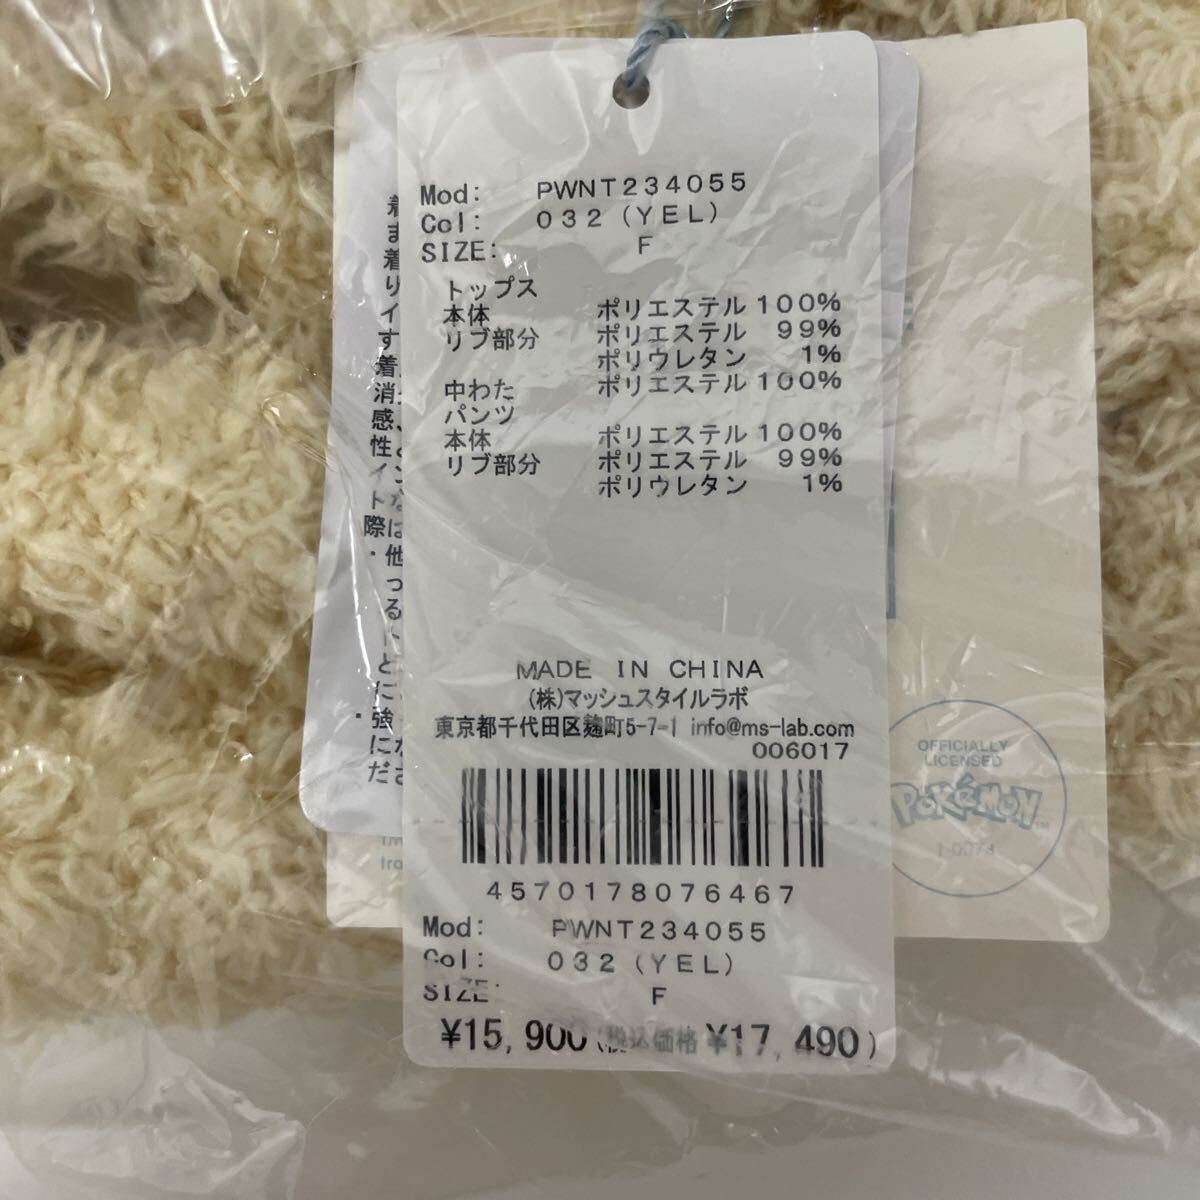 Mod: PWNT234055
Col: 032(YEL)
SIZE: F
トップス
本体 ポリエステル 100%
リブ部分 ポリエステル 99%
ポリウレタン 1%
中わた ポリエステル 100%
パンツ
本体 ポリエステル 100%
リブ部分 ポリエステル 99%
ポリウレタン 1%
MADE IN CHINA
(株)マッシュスタイルラボ
東京都千代田区麹町5-7-1 info@ms-lab.com
006017
4570178076467
Mod: PWNT234055
Col: 032(YEL)
SIZE: F
¥15,900(税込価格 ¥17,490)
OFFICIALLY
LICENSED
POKéMON
TM